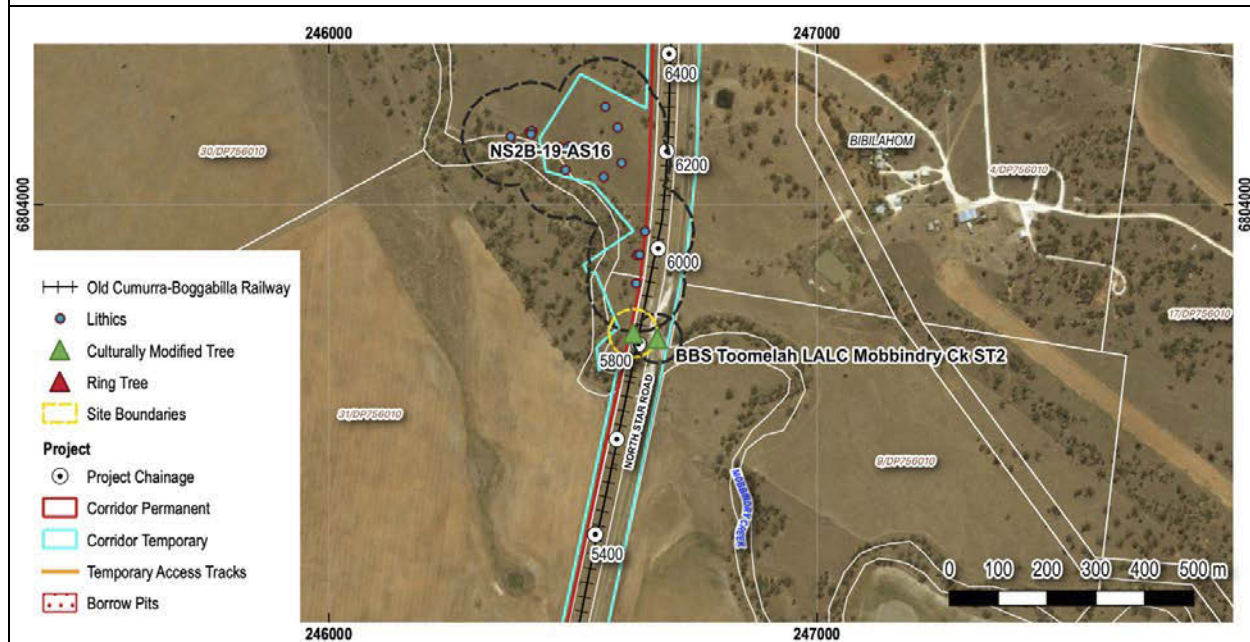 246000
247000
6400
30/DP756010
NS2B-19-AS16
6200
BIBILAHOM
4/DP756010
6804000
6804000
6000
Old Cumurra-Boggabilla Railway
Lithics
Culturally Modified Tree
Ring Tree
Site Boundaries
Project
Project Chainage
Corridor Permanent
Corridor Temporary
Temporary Access Tracks
Borrow Pits
17/DP756010
5800
BBS Toomelah LALC Mobbindry Ck ST2
31/DP756010
NORTH STAR ROAD
9/DP756010
MOBBINDRY CREEK
5400
0 100 200 300 400 500 m
246000
247000